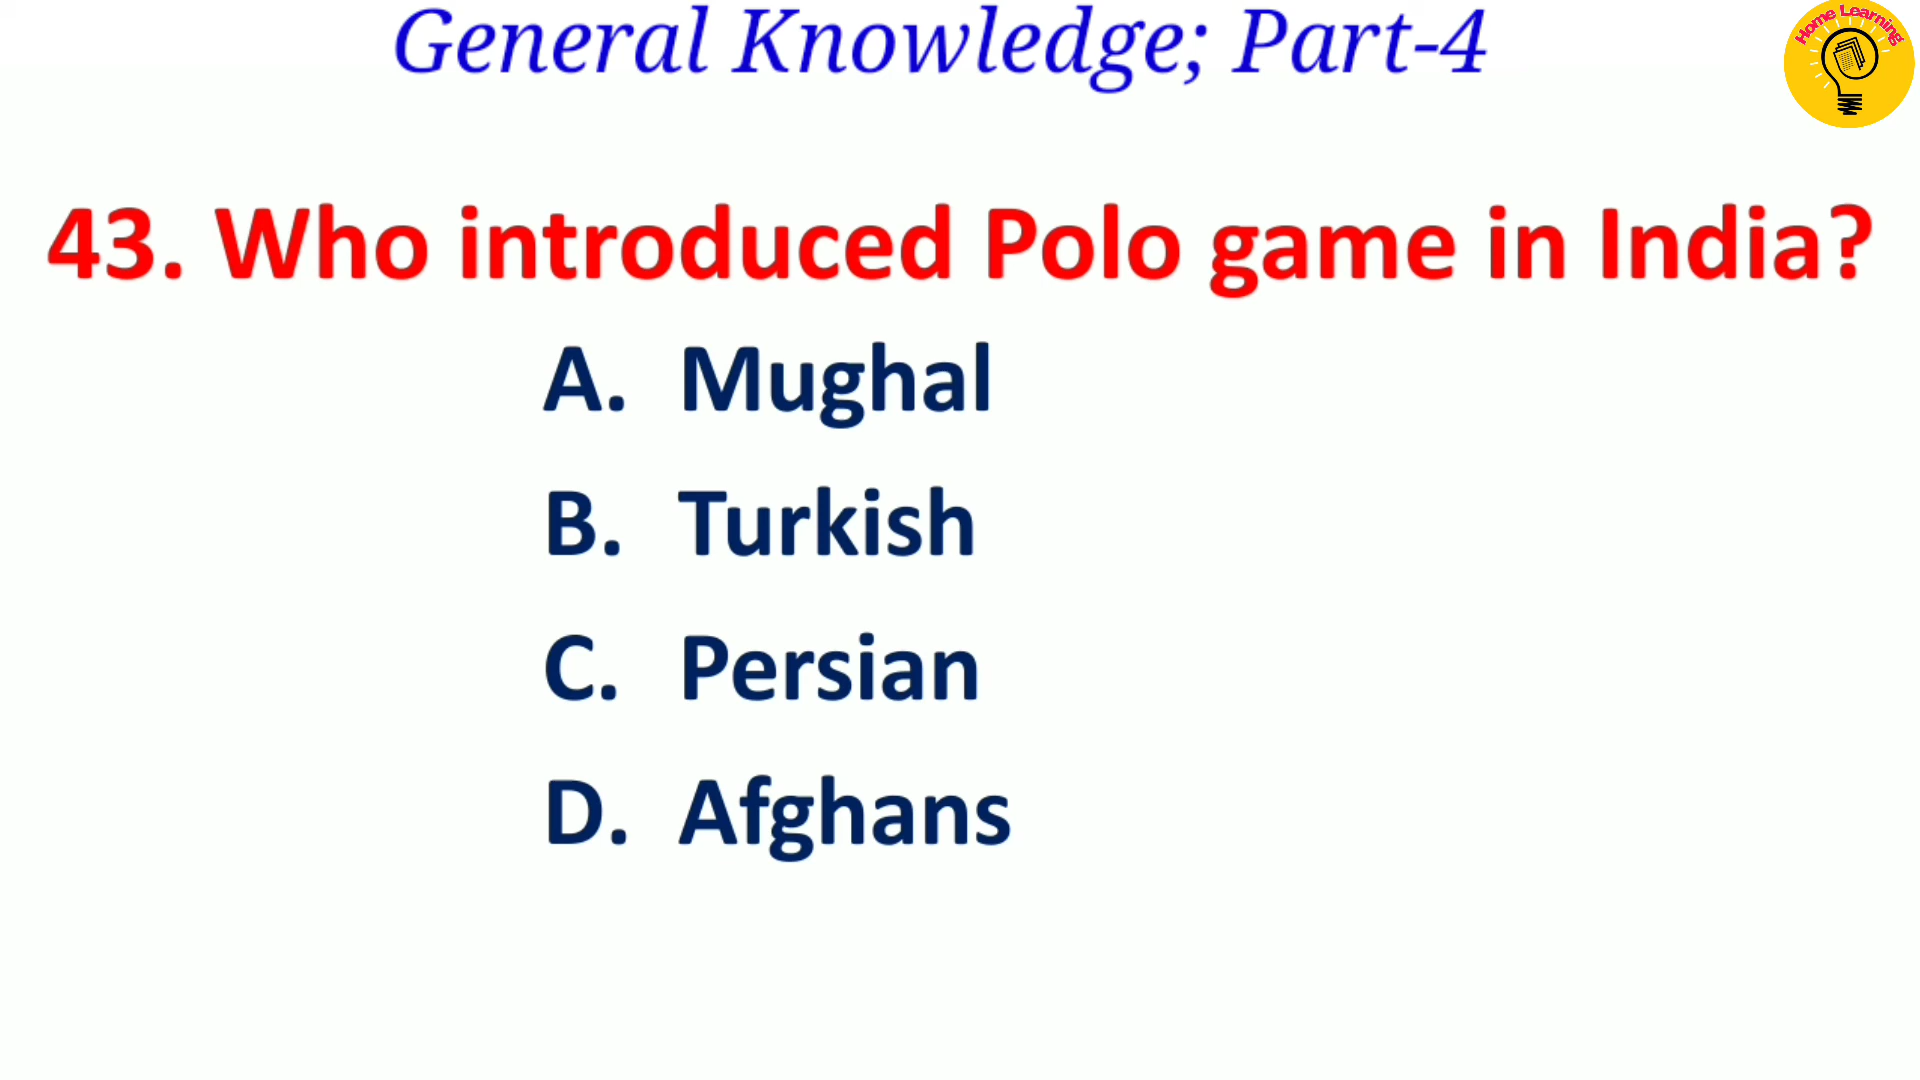 General Knowledge; Part-4
Home Learning
43. Who introduced Polo game in India?
A. Mughal
B. Turkish
C. Persian
D. Afghans